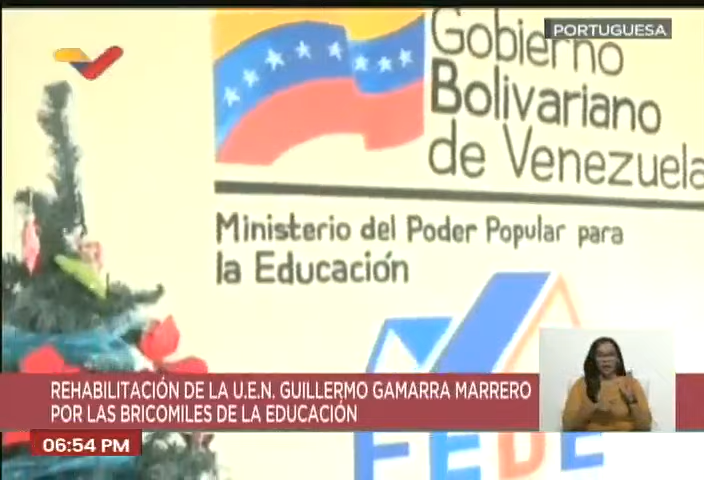 PORTUGUESA
Gobierno
Bolivariano
de Venezuela
Ministerio del Poder Popular para
la Educación
REHABILITACIÓN DE LA U.E.N. GUILLERMO GAMARRA MARRERO
POR LAS BRICOMILES DE LA EDUCACIÓN
06:54 PM
FEDE